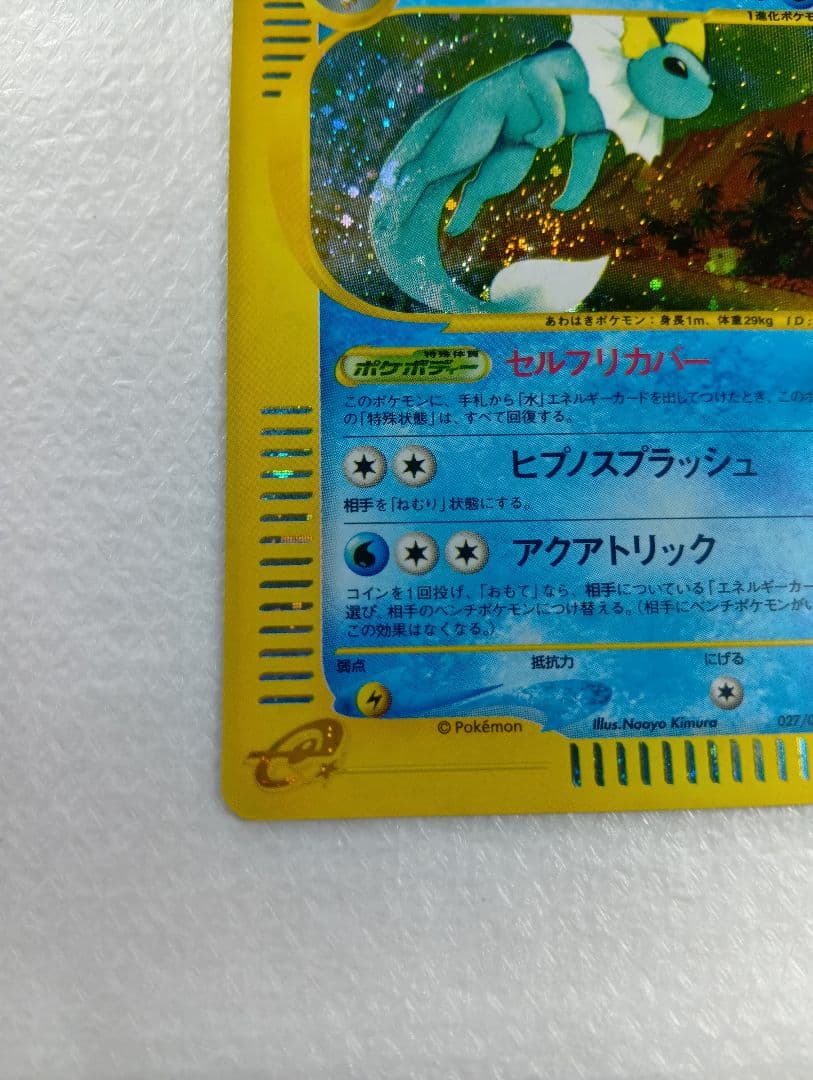 1進化ポケモ
あわはきポケモン：身長1m、体重29kg ID：
特殊体質
ポケボディー セルフリカバー
このポケモンに、手札から「水」エネルギーカードを出してつけたとき、このポ
の「特殊状態」は、すべて回復する。
ヒプノスプラッシュ
相手を「ねむり」状態にする。
アクアトリック
コインを1回投げ、「おもて」なら、相手についている「エネルギーカー
選び、相手のベンチポケモンにつけ替える。（相手にベンチポケモンがい
この効果はなくなる。）
弱点 抵抗力 にげる
© Pokémon Illus.Naoyo Kimura 027/0
e